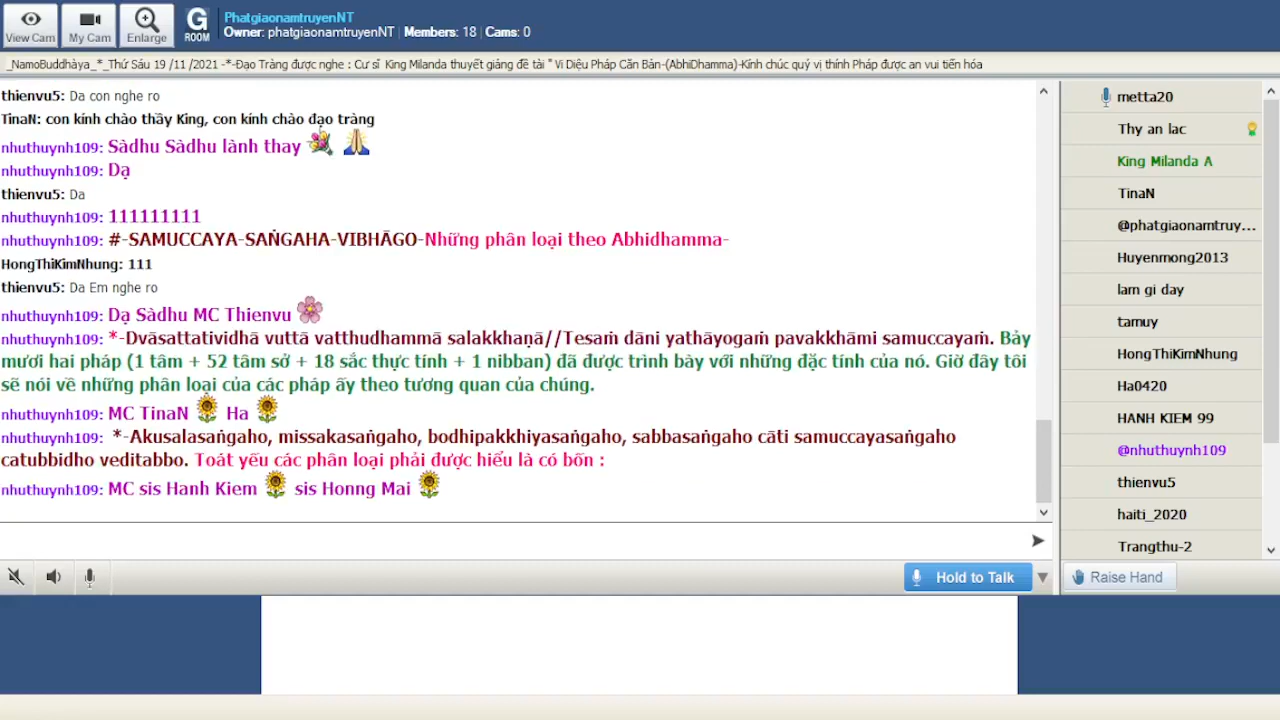 View Cam
My Cam
Enlarge
G
ROOM
PhatgiaonamtruyenNT
Owner: phatgiaonamtruyenNT | Members: 18 | Cams: 0
_NamoBuddhàya_*_Thứ Sáu 19 /11 /2021 -*-Đạo Tràng được nghe : Cư sĩ King Milanda thuyết giảng đề tài " Vi Diệu Pháp Căn Bản-(AbhiDhamma)-Kính chúc quý vị thính Pháp được an vui tiến hóa
thienvu5: Da con nghe ro
TinaN: con kính chào thầy King, con kính chào đạo tràng
nhuthuynh109: Sàdhu Sàdhu lành thay
nhuthuynh109: Dạ
thienvu5: Da
nhuthuynh109: 111111111
nhuthuynh109: #-SAMUCCAYA-SAṄGAHA-VIBHĀGO-Những phân loại theo Abhidhamma-
HongThiKimNhung: 111
thienvu5: Da Em nghe ro
nhuthuynh109: Dạ Sàdhu MC Thienvu
nhuthuynh109: *-Dvāsattatividhā vuttā vatthudhammā salakkhaṇā//Tesaṁ dāni yathāyogaṁ pavakkhāmi samuccayaṁ. Bảy
mươi hai pháp (1 tâm + 52 tâm sở + 18 sắc thực tính + 1 nibban) đã được trình bày với những đặc tính của nó. Giờ đây tôi
sẽ nói về những phân loại của các pháp ấy theo tương quan của chúng.
nhuthuynh109: MC TinaN Ha
nhuthuynh109: *-Akusalasaṅgaho, missakasaṅgaho, bodhipakkhiyasaṅgaho, sabbasaṅgaho cāti samuccayasaṅgaho
catubbidho veditabbo. Toát yếu các phân loại phải được hiểu là có bốn :
nhuthuynh109: MC sis Hanh Kiem sis Honng Mai
Hold to Talk
metta20
Thy an lac
King Milanda A
TinaN
@phatgiaonamtruy...
Huyenmong2013
lam gi day
tamuy
HongThiKimNhung
Ha0420
HANH KIEM 99
@nhuthuynh109
thienvu5
haiti_2020
Trangthu-2
Raise Hand